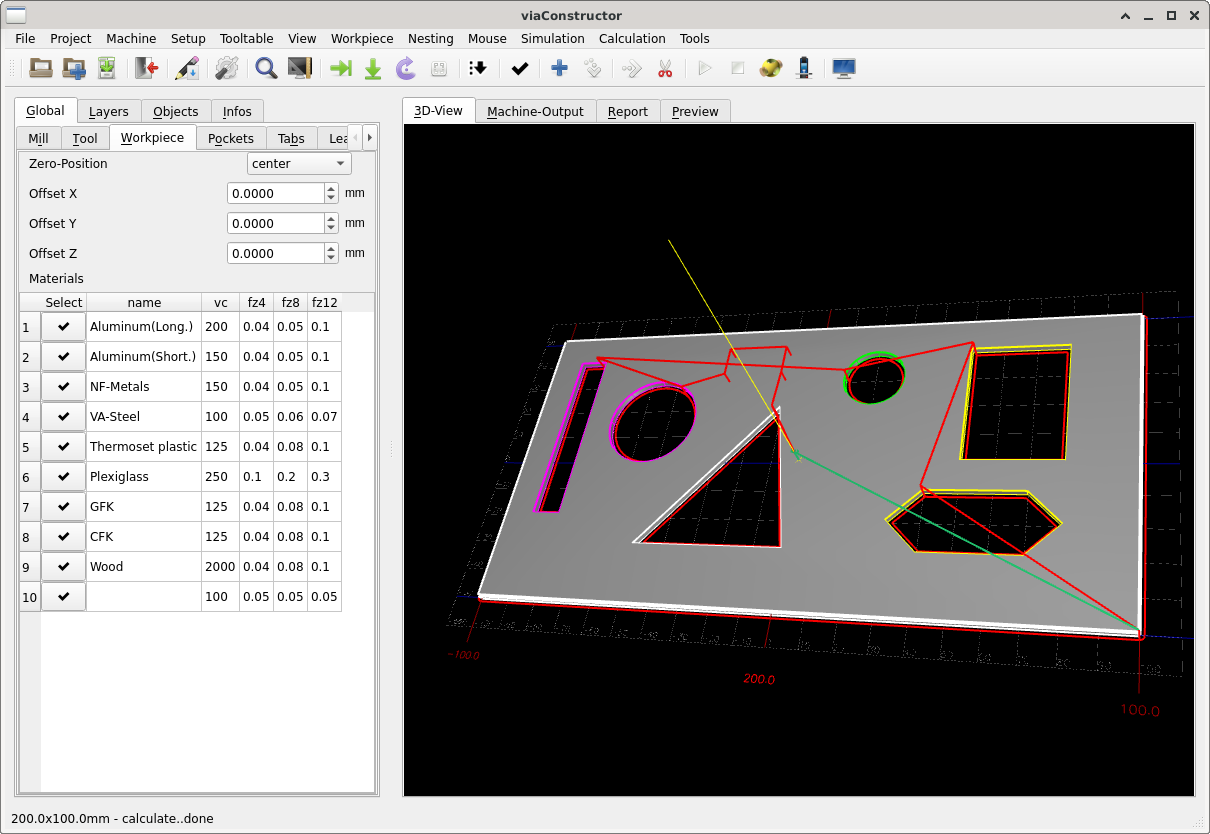 viaConstructor
File Project Machine Setup Tooltable View Workpiece Nesting Mouse Simulation Calculation Tools
Global Layers Objects Infos
Mill Tool Workpiece Pockets Tabs Lea
Zero-Position center
Offset X 0.0000 mm
Offset Y 0.0000 mm
Offset Z 0.0000 mm
Materials
Select name vc fz4 fz8 fz12
1 Aluminum(Long.) 200 0.04 0.05 0.1
2 Aluminum(Short.) 150 0.04 0.05 0.1
3 NF-Metals 150 0.04 0.05 0.1
4 VA-Steel 100 0.05 0.06 0.07
5 Thermoset plastic 125 0.04 0.08 0.1
6 Plexiglass 250 0.1 0.2 0.3
7 GFK 125 0.04 0.08 0.1
8 CFK 125 0.04 0.08 0.1
9 Wood 2000 0.04 0.08 0.1
10 100 0.05 0.05 0.05
3D-View Machine-Output Report Preview
-100.0
200.0
100.0
200.0x100.0mm - calculate..done